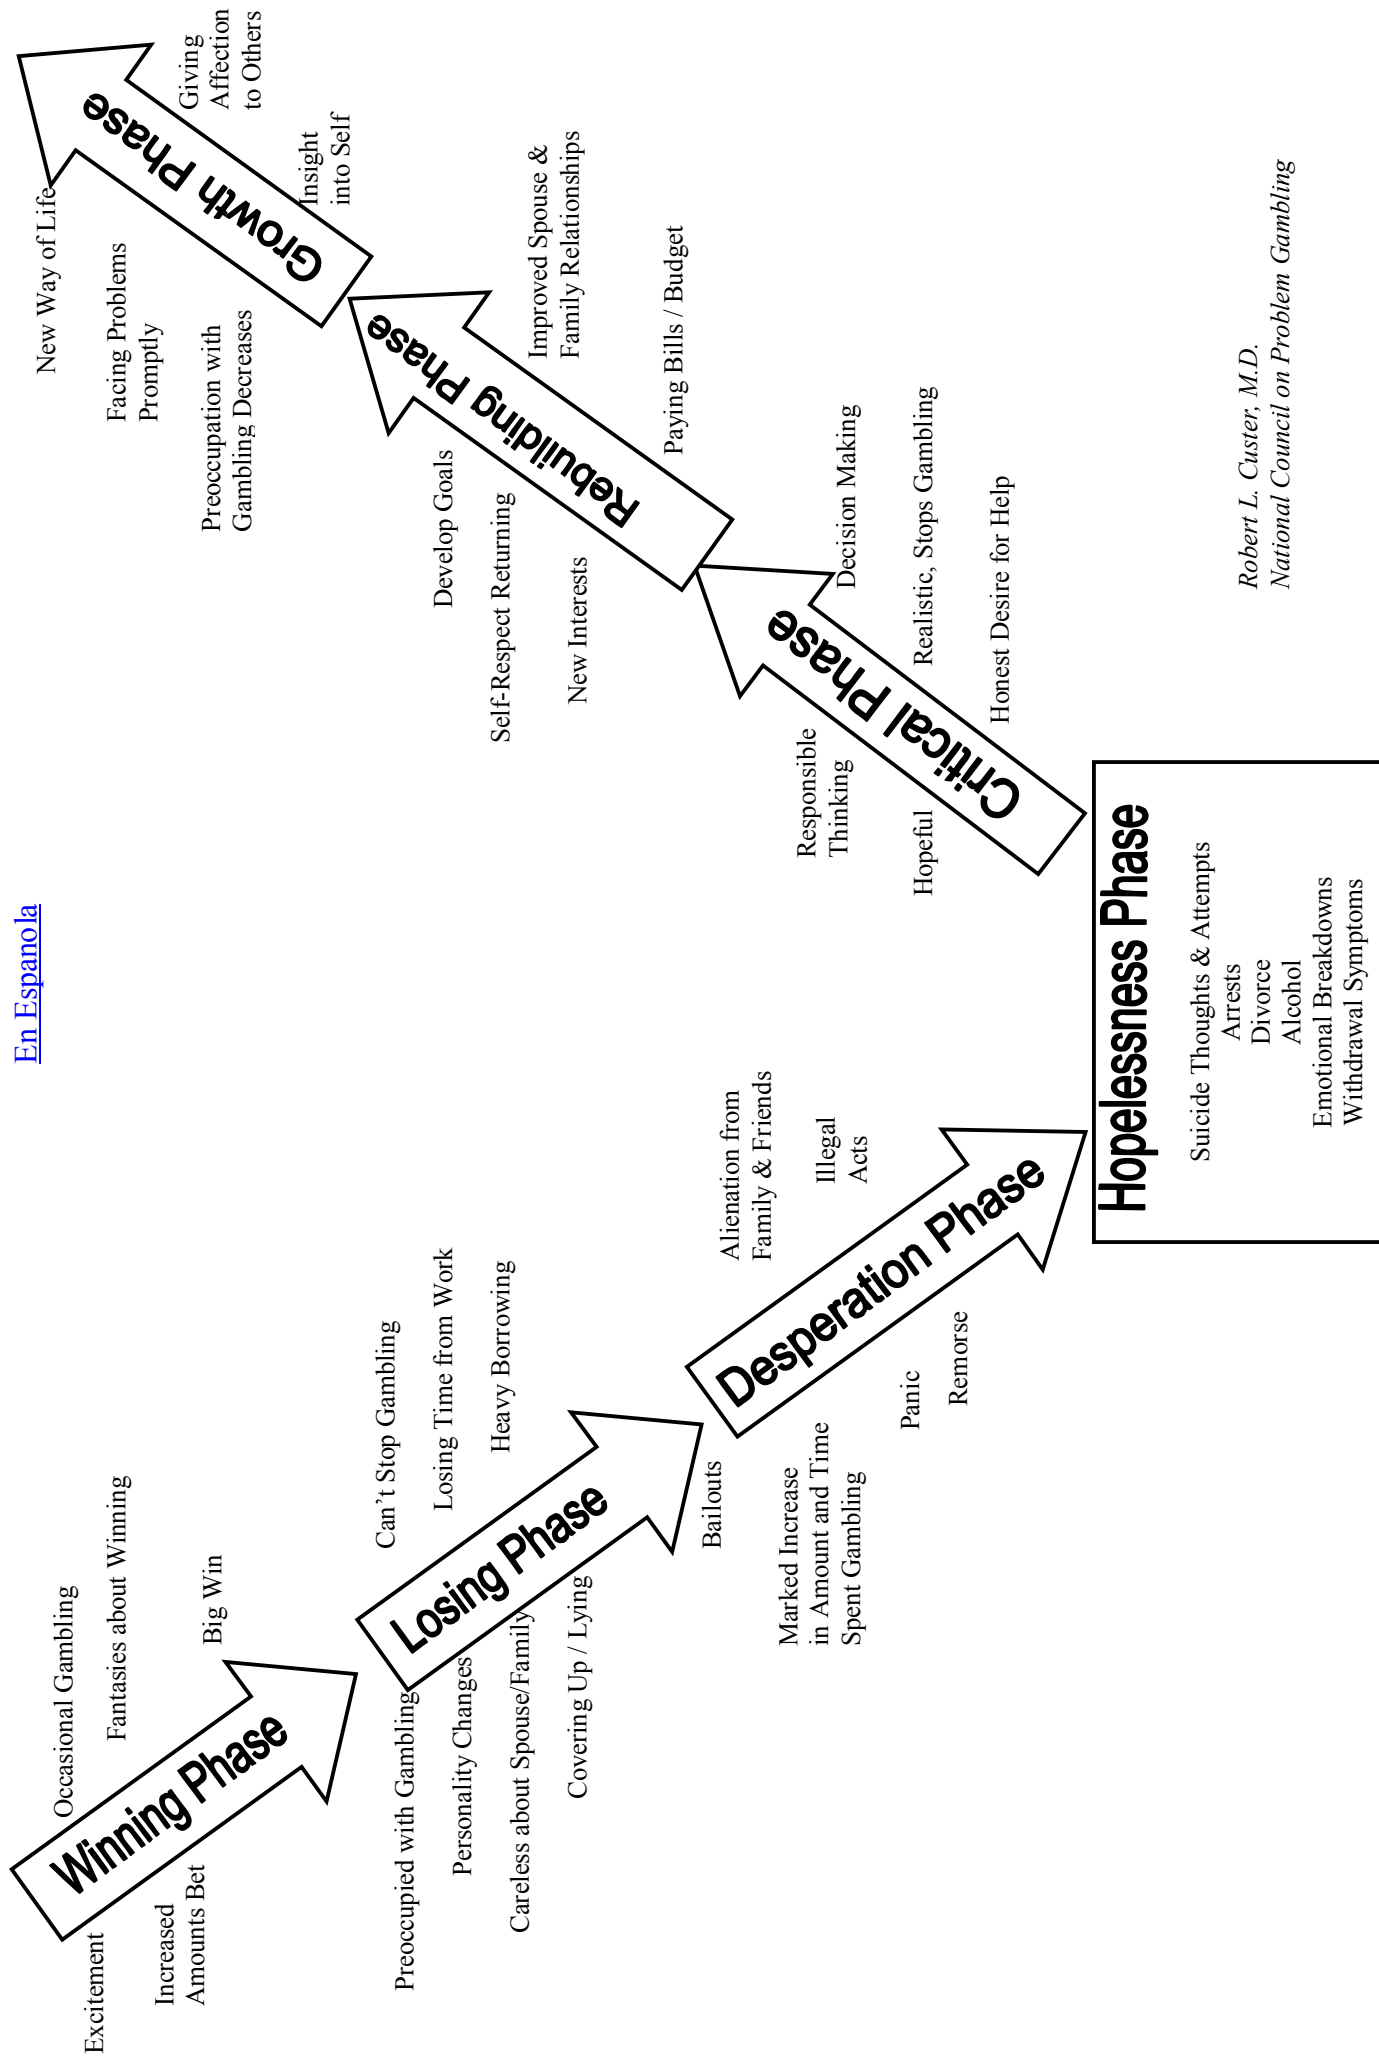 En Espanola
Excitement
Occasional Gambling
Increased
Amounts Bet
Winning Phase
Fantasies about Winning
Big Win
Preoccupied with Gambling
Personality Changes
Careless about Spouse/Family
Covering Up / Lying
Losing Phase
Can’t Stop Gambling
Losing Time from Work
Heavy Borrowing
Bailouts
Marked Increase
in Amount and Time
Spent Gambling
Panic
Remorse
Desperation Phase
Alienation from
Family & Friends
Illegal
Acts
Hopelessness Phase
Suicide Thoughts & Attempts
Arrests
Divorce
Alcohol
Emotional Breakdowns
Withdrawal Symptoms
Responsible
Thinking
Hopeful
Critical Phase
Decision Making
Realistic, Stops Gambling
Honest Desire for Help
Develop Goals
Self-Respect Returning
New Interests
Rebuilding Phase
Improved Spouse &
Family Relationships
Paying Bills / Budget
New Way of Life
Facing Problems
Promptly
Preoccupation with
Gambling Decreases
Growth Phase
Giving
Affection
to Others
Insight
into Self
Robert L. Custer, M.D.
National Council on Problem Gambling